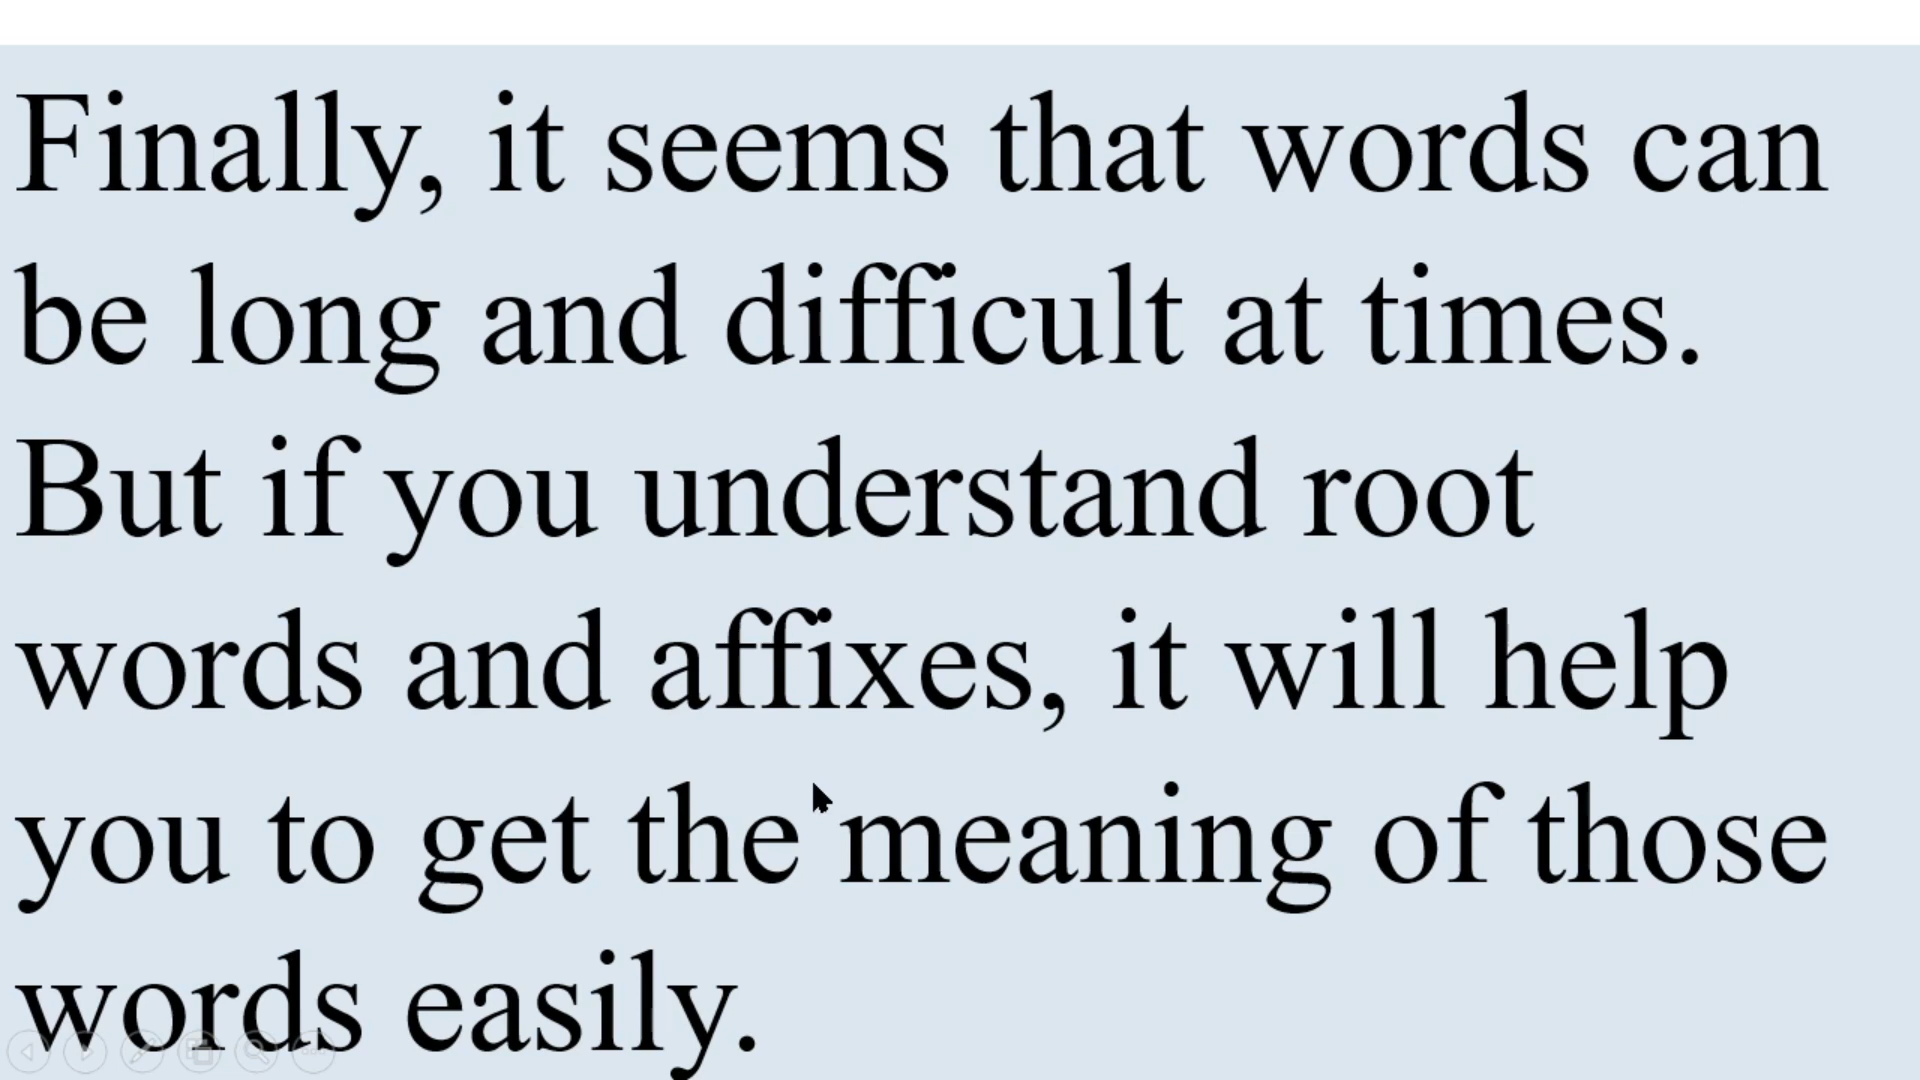 Finally, it seems that words can
be long and difficult at times.
But if you understand root
words and affixes, it will help
you to get the meaning of those
words easily.